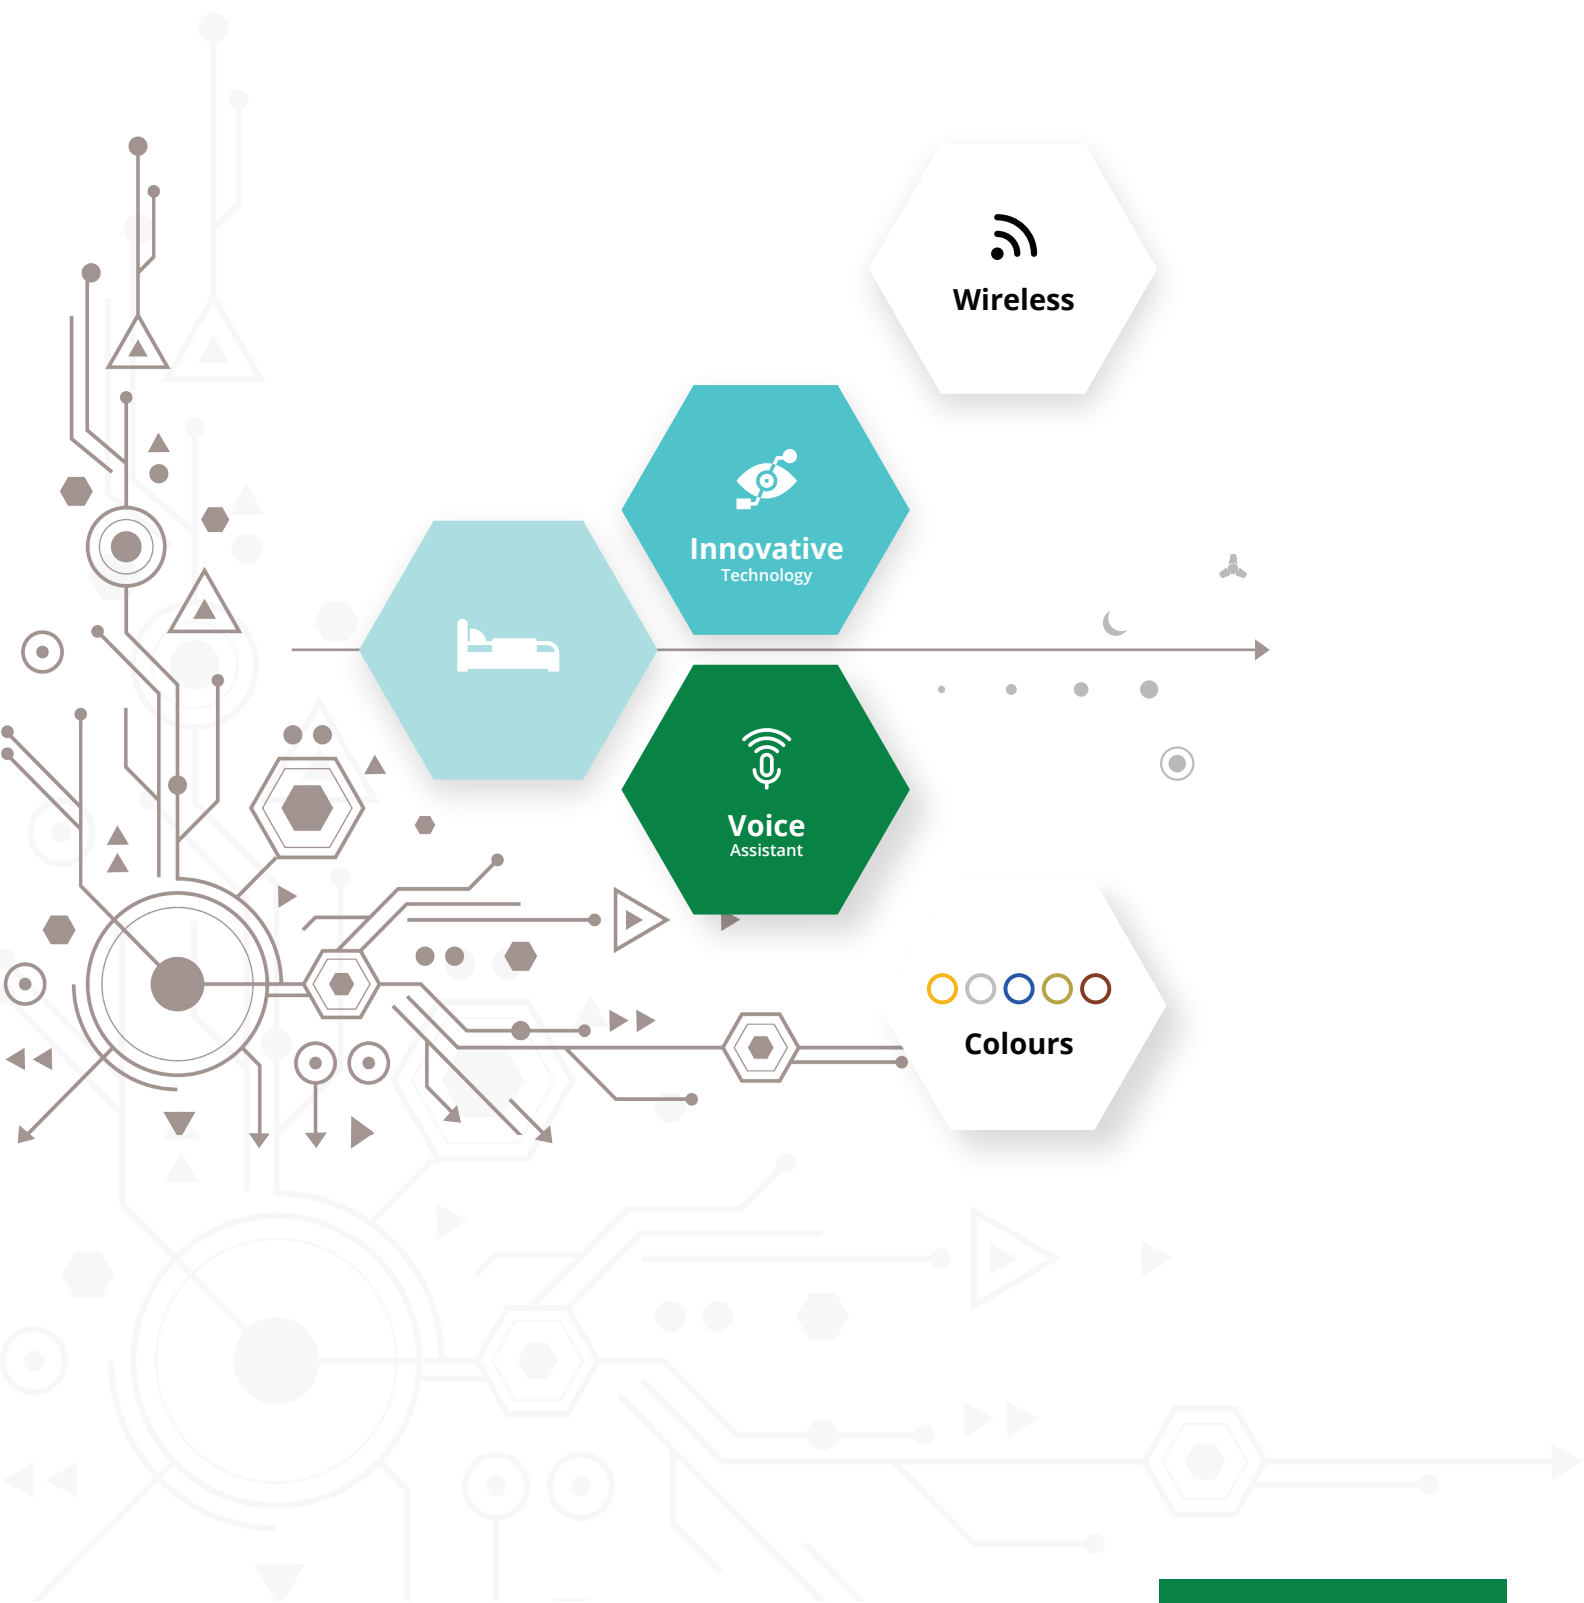 Wireless
Innovative
Technology
Voice
Assistant
Colours